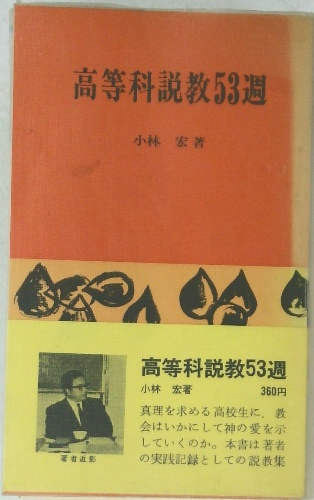 高等科説教53週
小林 宏著
高等科説教53週
小林 宏著 360円
真理を求める高校生に，教
会はいかにして神の愛を示
していくのか。本書は著者
の実践記録としての説教集
著者近影